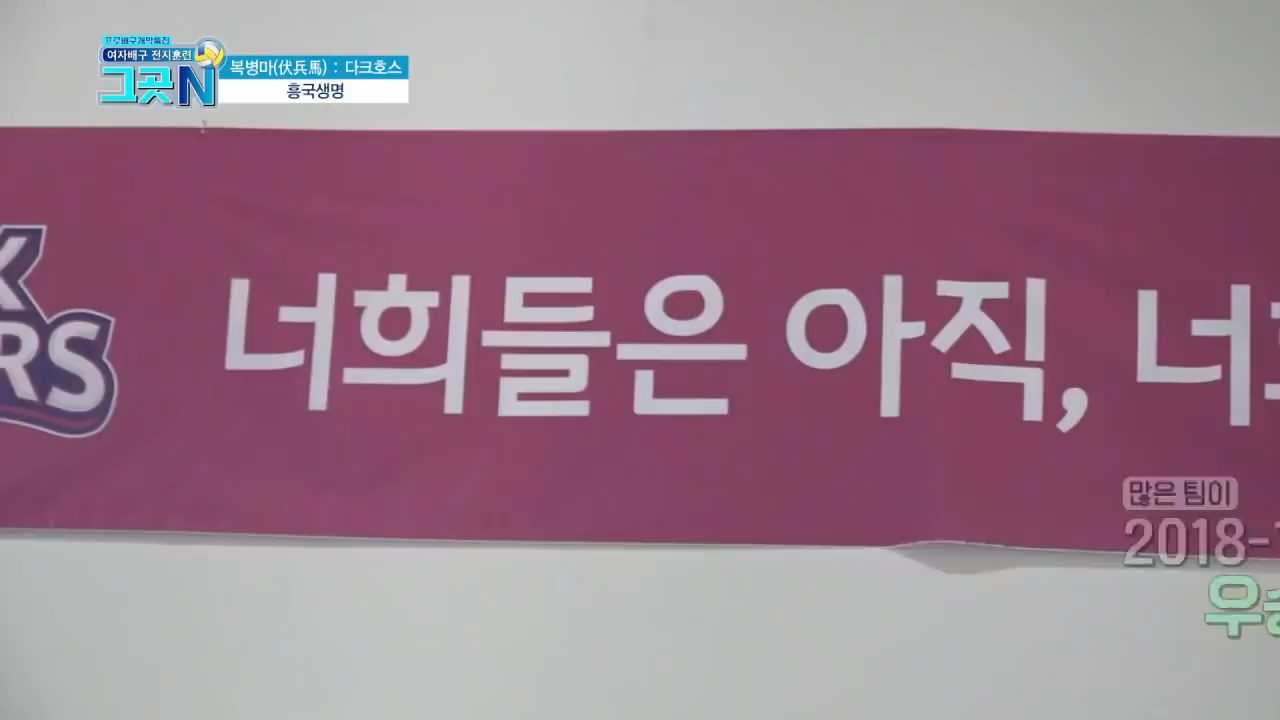 프로배구개막특집
여자배구 전지훈련
그곳N
복병마(伏兵馬) : 다크호스
흥국생명
K
RS
너희들은 아직, 너
많은 팀이
2018-
우